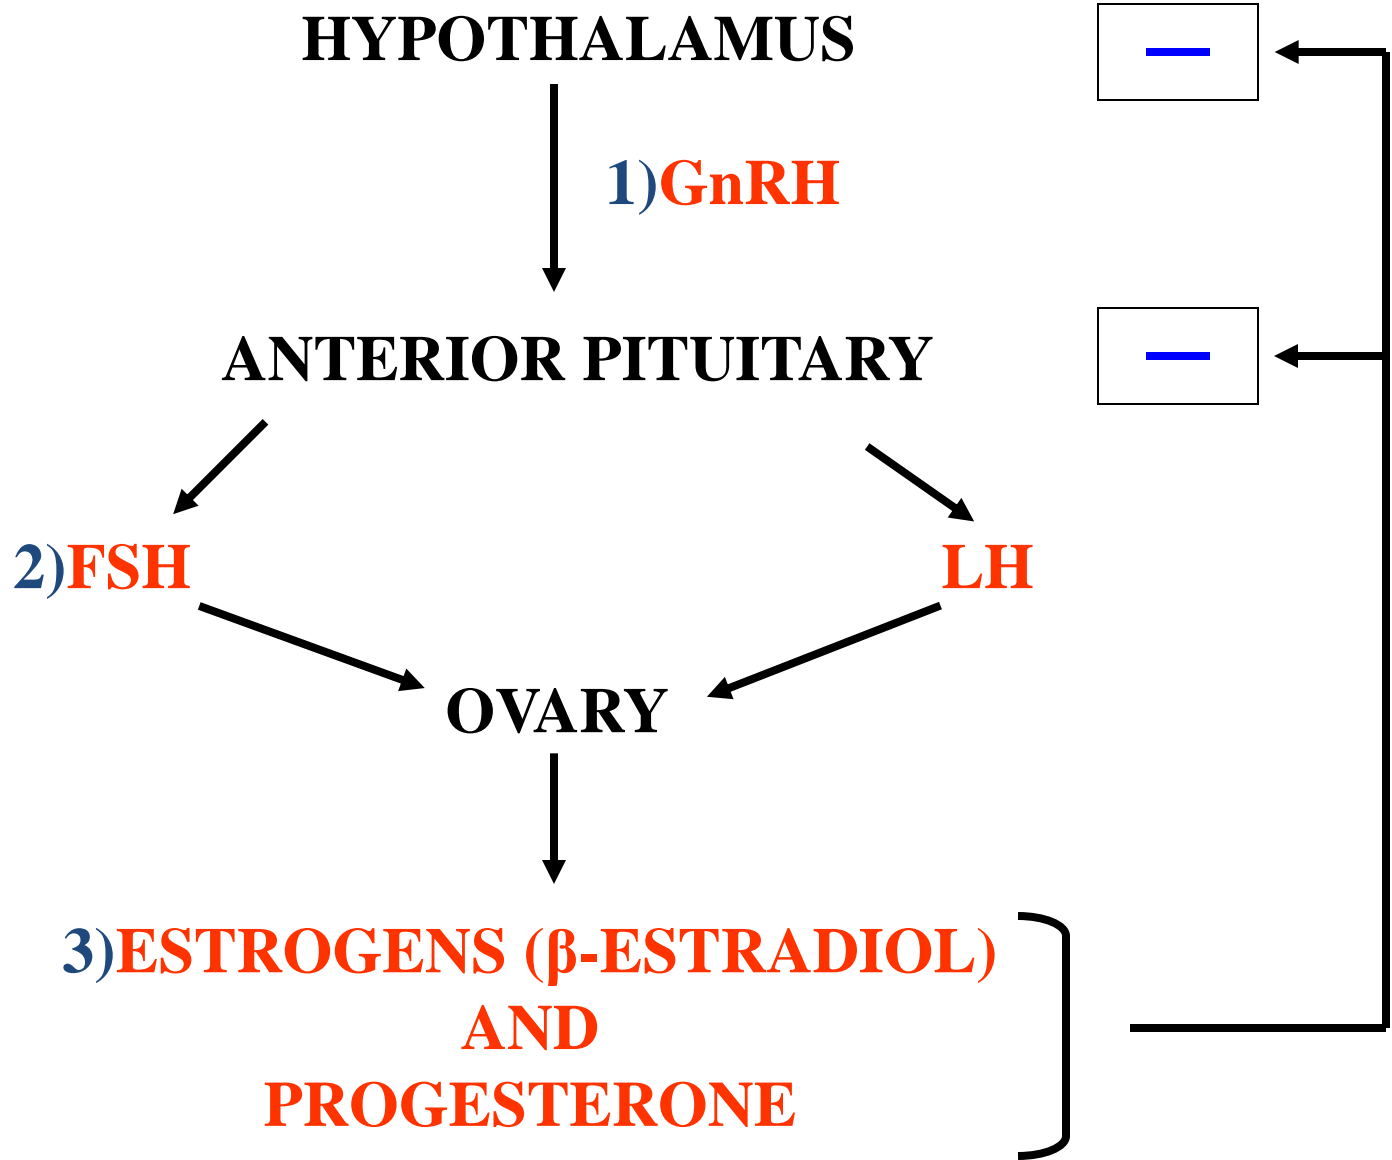 HYPOTHALAMUS
1)GnRH
ANTERIOR PITUITARY
2)FSH
LH
OVARY
3)ESTROGENS (β-ESTRADIOL)
AND
PROGESTERONE